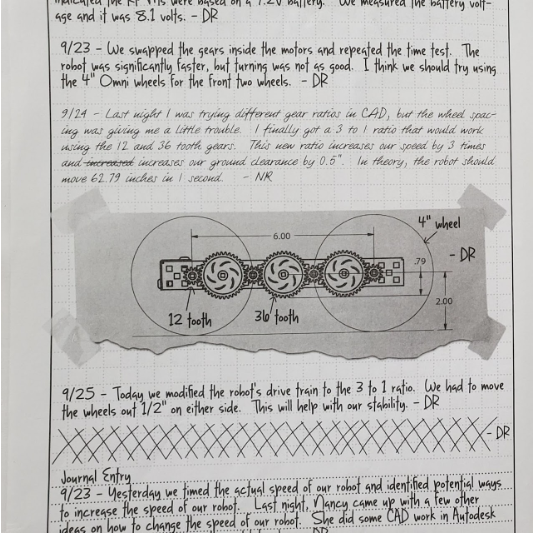 indicated the RPMs were based on a 7.2V battery. We measured the battery volt-
age and it was 8.1 volts. - DR
9/23 - We swapped the gears inside the motors and repeated the time test. The
robot was significantly faster, but turning was not as good. I think we should try using
the 4" Omni wheels for the front two wheels. - DR
9/24 - Last night I was trying different gear ratios in CAD, but the wheel spac-
ing was giving me a little trouble. I finally got a 3 to 1 ratio that would work
using the 12 and 36 tooth gears. This new ratio increases our speed by 3 times
and increased increases our ground clearance by 0.5". In theory, the robot should
move 62.79 inches in 1 second. - NR
4" wheel
6.00
- DR
.79
2.00
12 tooth
36 tooth
9/25 - Today we modified the robot's drive train to the 3 to 1 ratio. We had to move
the wheels out 1/2" on either side. This will help with our stability. - DR
- DR
Journal Entry
9/23 - Yesterday we timed the actual speed of our robot and identified potential ways
to increase the speed of our robot. Last night, Nancy came up with a few other
ideas on how to change the speed of our robot. She did some CAD work in Autodesk
DR